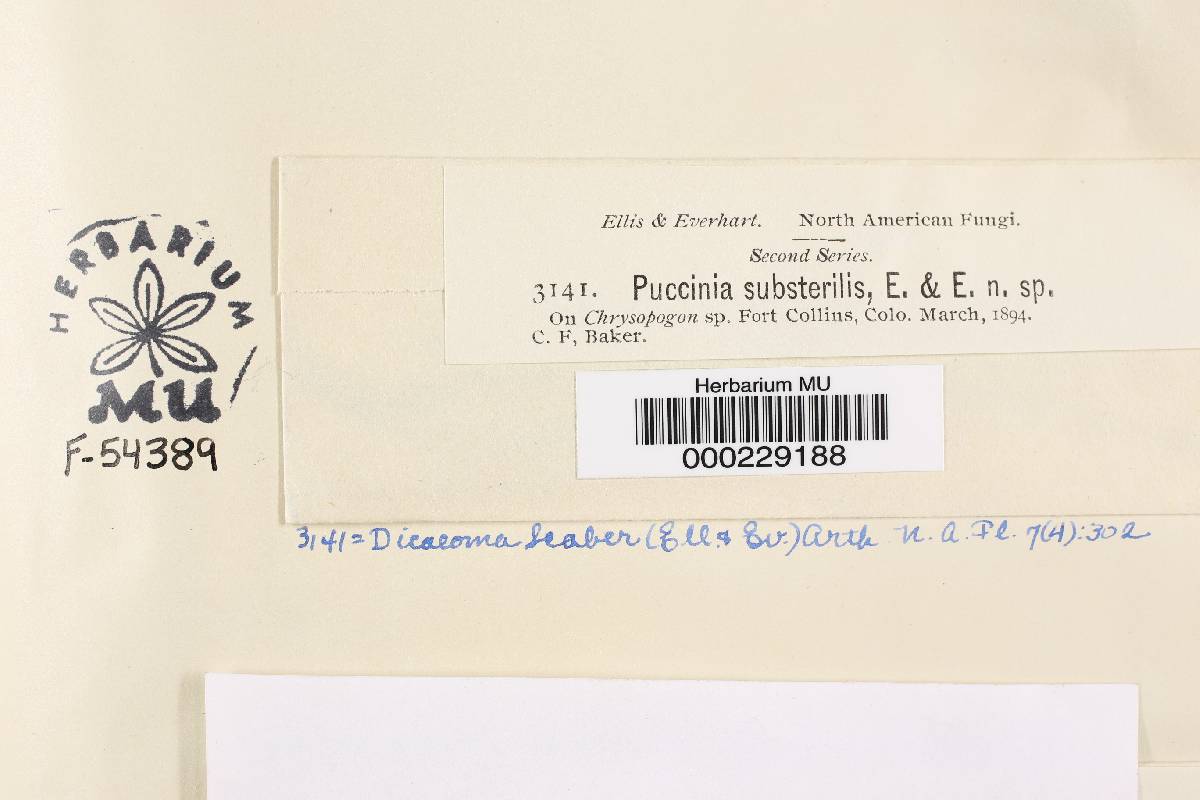 HERBARIUM
MU
F-54389
Ellis & Everhart. North American Fungi.
Second Series.
3141. Puccinia substerilis, E. & E. n. sp.
On Chrysopogon sp. Fort Collins, Colo. March, 1894.
C. F, Baker.
Herbarium MU
000229188
3141 = Dicaeoma Scaber (Ell. & Ev.) Arth N. A. Fl. 7(4):302